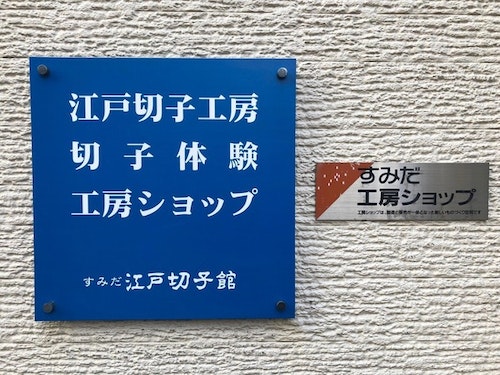 江戸切子工房
切子体験
工房ショップ
すみだ江戸切子館
すみだ
工房ショップ